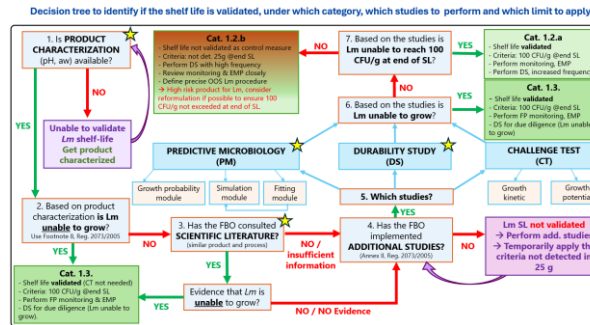 Decision tree to identify if the shelf life is validated, under which category, which studies to perform and which limit to apply
1. Is PRODUCT
CHARACTERIZATION
(pH, aw) available?
NO
YES
Unable to validate
Lm shelf-life
Get product
characterized
Cat. 1.2.b
- Shelf life not validated as control measure
- Criteria: not det. 25g @end SL
- Perform DS with high frequency
- Review monitoring & EMP closely
- Define precise OOS Lm procedure
→ High risk product for Lm, consider
reformulation if possible to ensure 100
CFU/g not exceeded at end of SL.
NO
7. Based on the studies is
Lm unable to reach 100
CFU/g at end of SL?
YES
Cat. 1.2.a
- Shelf life validated
- Criteria: 100 CFU/g @end SL
- Perform monitoring, EMP
- Perform DS, increased frequency
NO
6. Based on the studies is
Lm unable to grow?
YES
Cat. 1.3.
- Shelf life validated
- Criteria: 100 CFU/g @end SL
- Perform FP monitoring, EMP
- DS for due diligence (Lm unable
to grow)
PREDICTIVE MICROBIOLOGY
(PM)
DURABILITY STUDY
(DS)
CHALLENGE TEST
(CT)
Growth probability
module
Simulation
module
Fitting
module
Growth
kinetic
Growth
potential
5. Which studies?
YES
2. Based on product
characterization is Lm
unable to grow?
Use Footnote II, Reg. 2073/2005
NO
3. Has the FBO consulted
SCIENTIFIC LITERATURE?
(similar product and process)
NO /
insufficient
information
4. Has the FBO
implemented
ADDITIONAL STUDIES?
(Annex II, Reg. 2073/2005)
NO
Lm SL not validated
→ Perform add. studies
→ Temporarily apply the
criteria not detected in
25 g
YES
YES
Cat. 1.3.
- Shelf life validated (CT not needed)
- Criteria: 100 CFU/g @end SL
- Perform FP monitoring & EMP
- DS for due diligence (Lm unable to
grow).
YES
Evidence that Lm is
unable to grow?
NO / NO Evidence